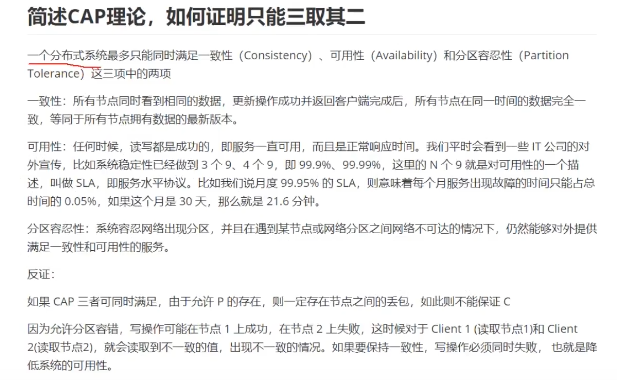 简述CAP理论，如何证明只能三取其二
一个分布式系统最多只能同时满足一致性（Consistency）、可用性（Availability）和分区容忍性（Partition
Tolerance）这三项中的两项
一致性：所有节点同时看到相同的数据，更新操作成功并返回客户端完成后，所有节点在同一时间的数据完全一
致，等同于所有节点拥有数据的最新版本。
可用性：任何时候，读写都是成功的，即服务一直可用，而且是正常响应时间。我们平时会看到一些 IT 公司的对
外宣传，比如系统稳定性已经做到 3 个 9、4 个 9，即 99.9%、99.99%，这里的 N 个 9 就是对可用性的一个描
述，叫做 SLA，即服务水平协议。比如我们说月度 99.95% 的 SLA，则意味着每个月服务出现故障的时间只能占总
时间的 0.05%，如果这个月是 30 天，那么就是 21.6 分钟。
分区容忍性：系统容忍网络出现分区，并且在遇到某节点或网络分区之间网络不可达的情况下，仍然能够对外提供
满足一致性和可用性的服务。
反证：
如果 CAP 三者可同时满足，由于允许 P 的存在，则一定存在节点之间的丢包，如此则不能保证 C
因为允许分区容错，写操作可能在节点 1 上成功，在节点 2 上失败，这时候对于 Client 1 (读取节点1)和 Client
2(读取节点2)，就会读取到不一致的值，出现不一致的情况。如果要保持一致性，写操作必须同时失败， 也就是降
低系统的可用性。